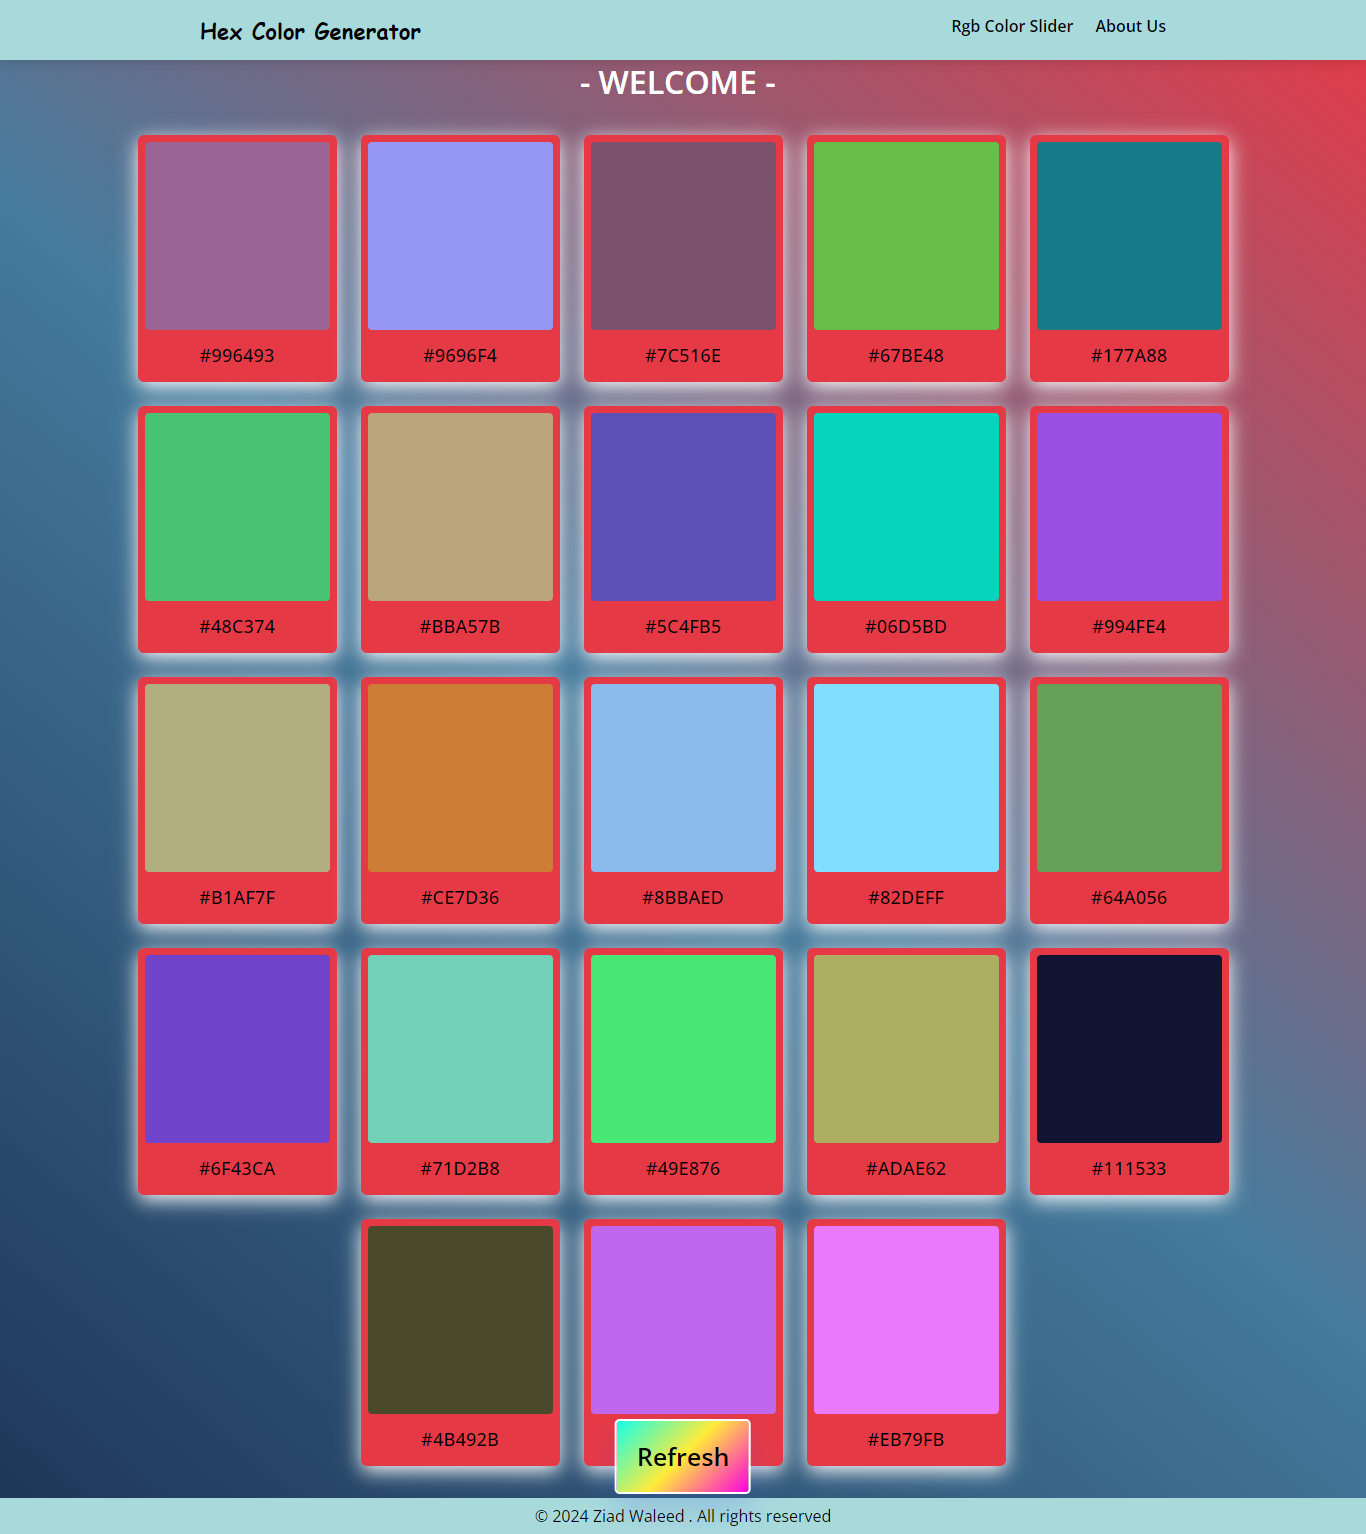 Hex Color Generator
Rgb Color Slider About Us
- WELCOME -
#996493 #9696F4 #7C516E #67BE48 #177A88
#48C374 #BBA57B #5C4FB5 #06D5BD #994FE4
#B1AF7F #CE7D36 #8BBAED #82DEFF #64A056
#6F43CA #71D2B8 #49E876 #ADAE62 #111533
#4B492B #EB79FB
Refresh
© 2024 Ziad Waleed . All rights reserved